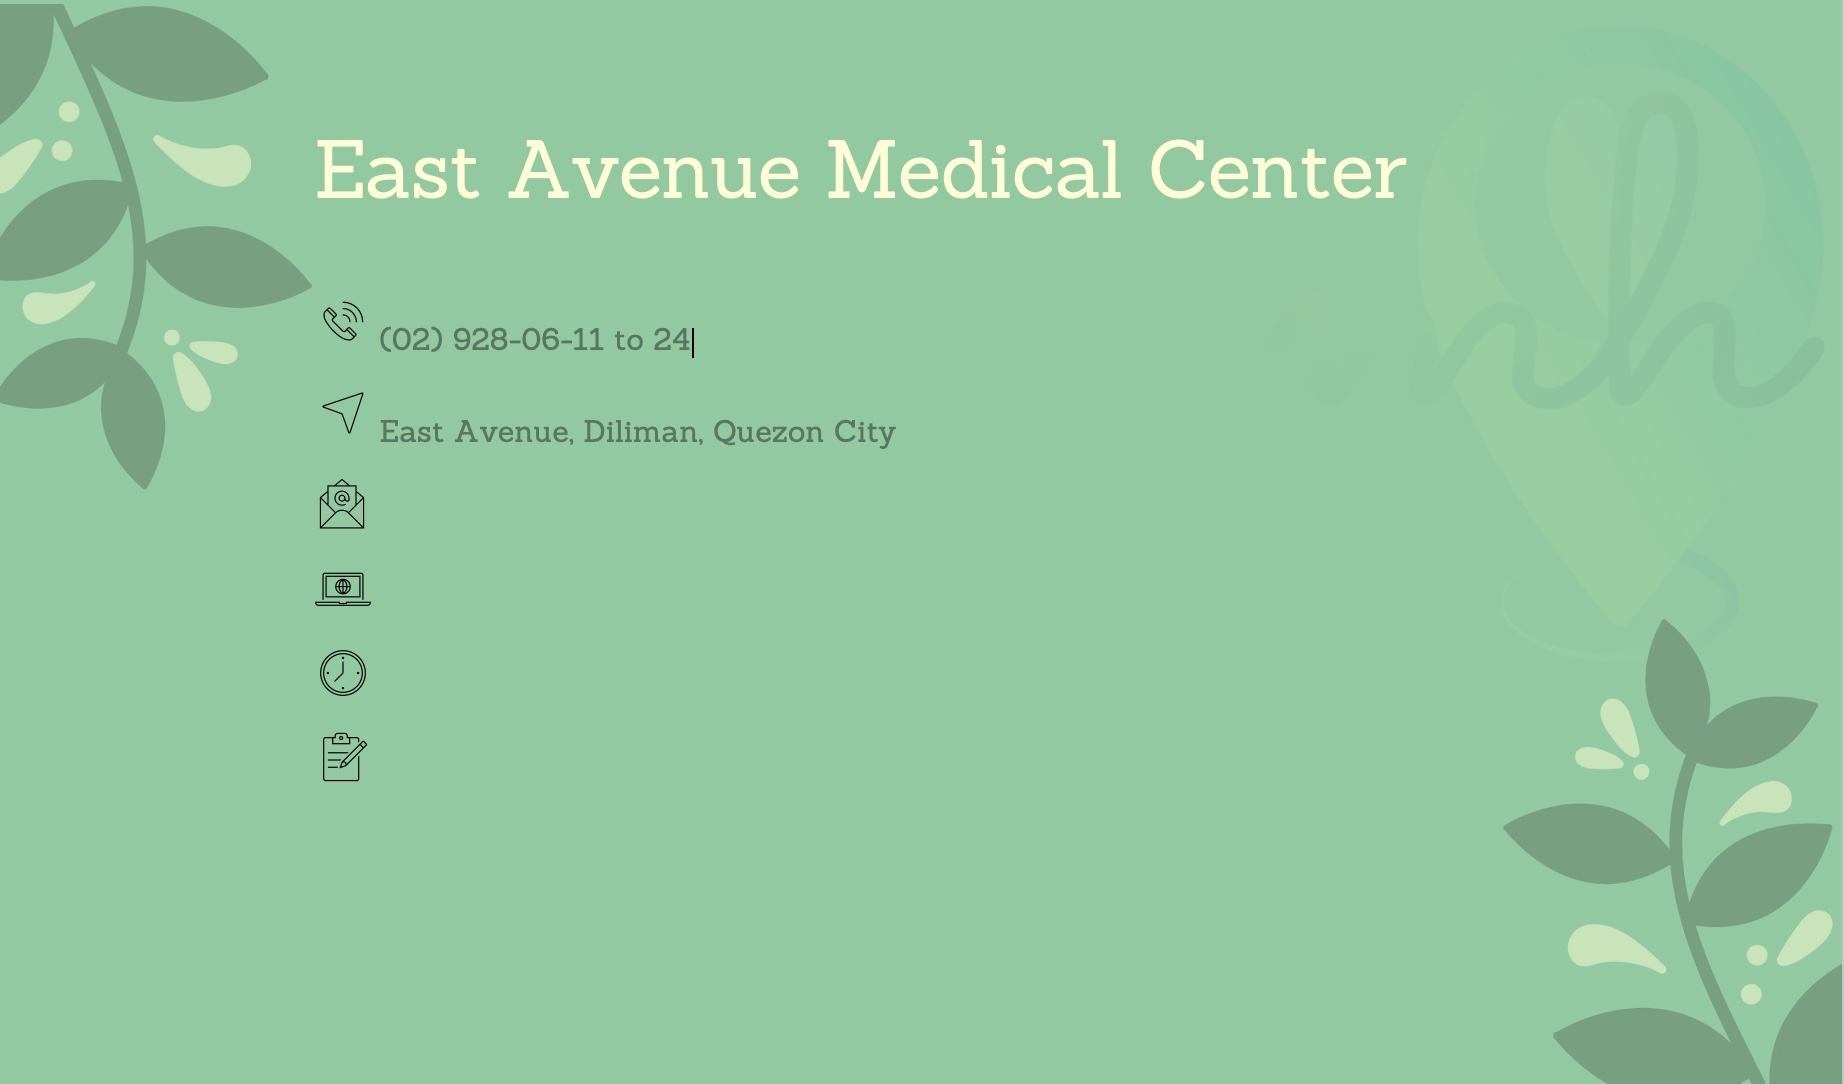 East Avenue Medical Center
(02) 928-06-11 to 24
East Avenue, Diliman, Quezon City